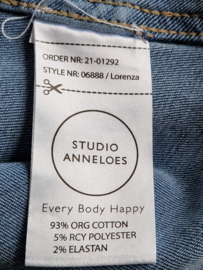 ORDER NR: 21-01292
STYLE NR: 06888 / Lorenza
STUDIO
ANNELOES
Every Body Happy
93% ORG COTTON
5% RCY POLYESTER
2% ELASTAN